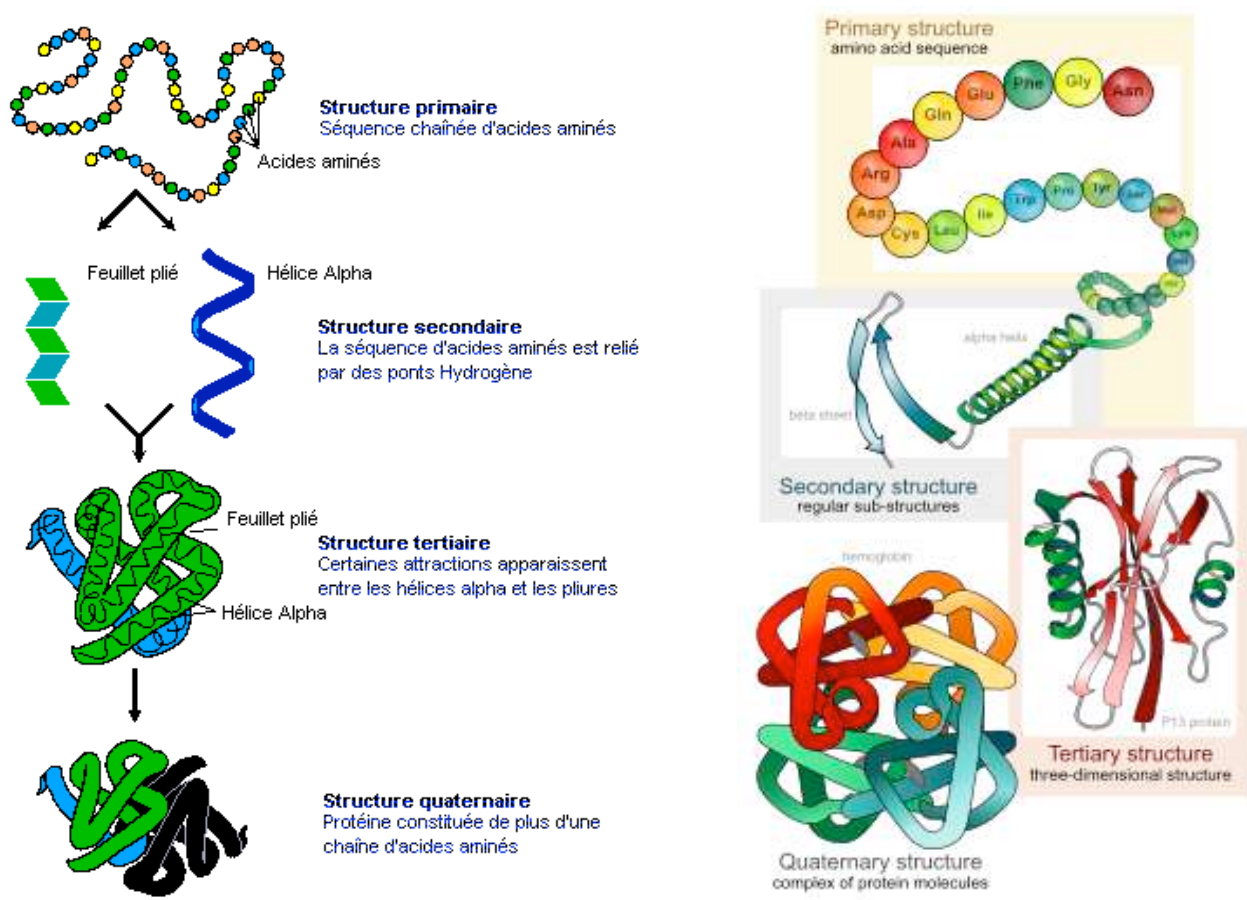 Structure primaire
Séquence chaînée d'acides aminés
Acides aminés
Feuillet plié
Hélice Alpha
Structure secondaire
La séquence d'acides aminés est relié
par des ponts Hydrogène
Feuillet plié
Structure tertiaire
Certaines attractions apparaissent
entre les hélices alpha et les pliures
Hélice Alpha
Structure quaternaire
Protéine constituée de plus d'une
chaîne d'acides aminés
Primary structure
amino acid sequence
Asn
Gly
Phe
Glu
Gln
Ala
Arg
Asp
Cys
Leu
Ile
Trp
Pro
Tyr
Ser
Met
Lys
alpha helix
beta sheet
Secondary structure
regular sub-structures
hemoglobin
P13 protein
Tertiary structure
three-dimensional structure
Quaternary structure
complex of protein molecules